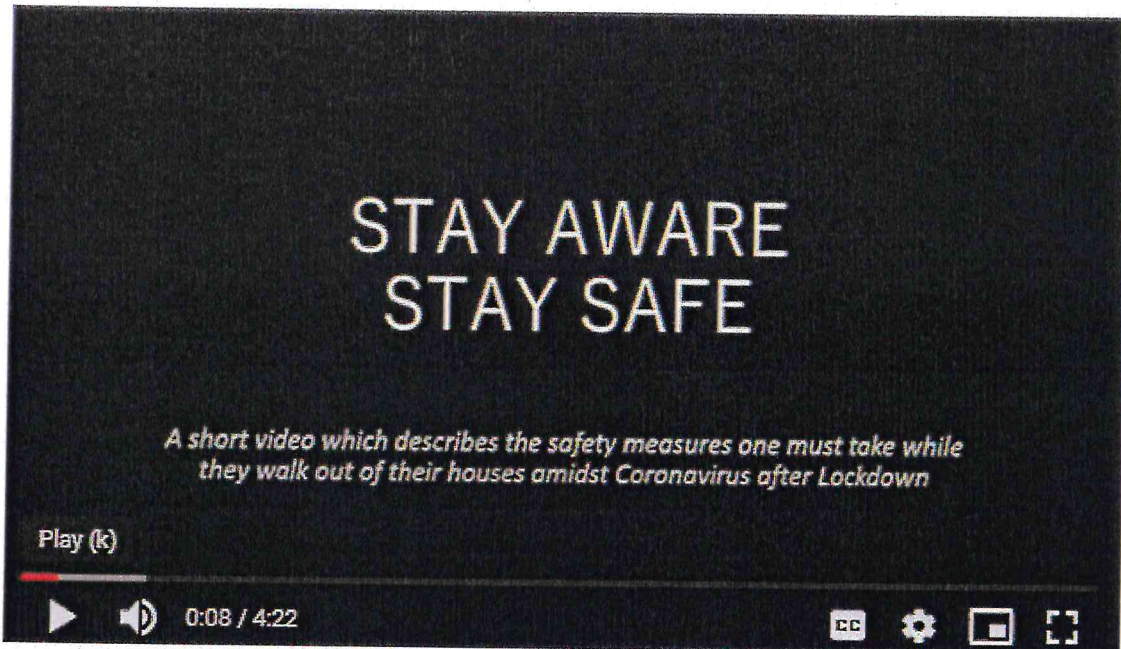 STAY AWARE
STAY SAFE
A short video which describes the safety measures one must take while
they walk out of their houses amidst Coronavirus after Lockdown
Play (k)
0:08 / 4:22
CC